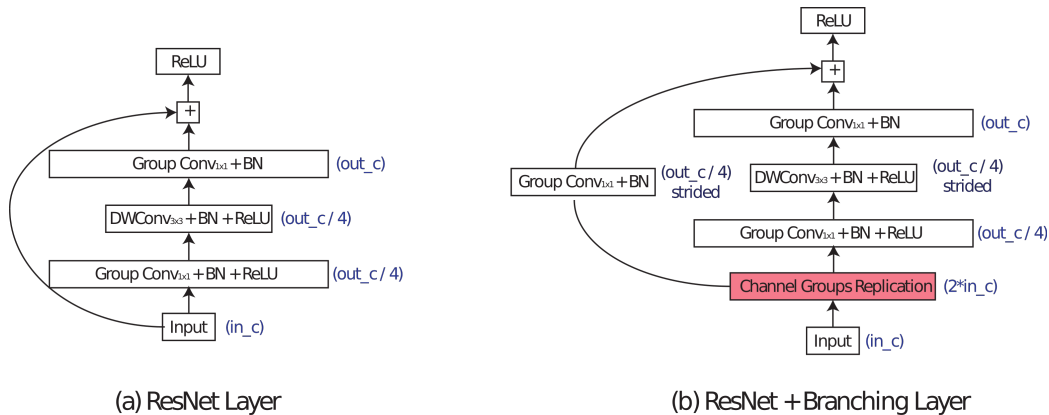 ReLU
+
Group Conv1x1 + BN (out_c)
DWConv3x3 + BN + ReLU (out_c / 4)
Group Conv1x1 + BN + ReLU (out_c / 4)
Input (in_c)
(a) ResNet Layer
ReLU
+
Group Conv1x1 + BN (out_c)
Group Conv1x1 + BN (out_c / 4)
strided
DWConv3x3 + BN + ReLU (out_c / 4)
strided
Group Conv1x1 + BN + ReLU (out_c / 4)
Channel Groups Replication (2*in_c)
Input (in_c)
(b) ResNet + Branching Layer